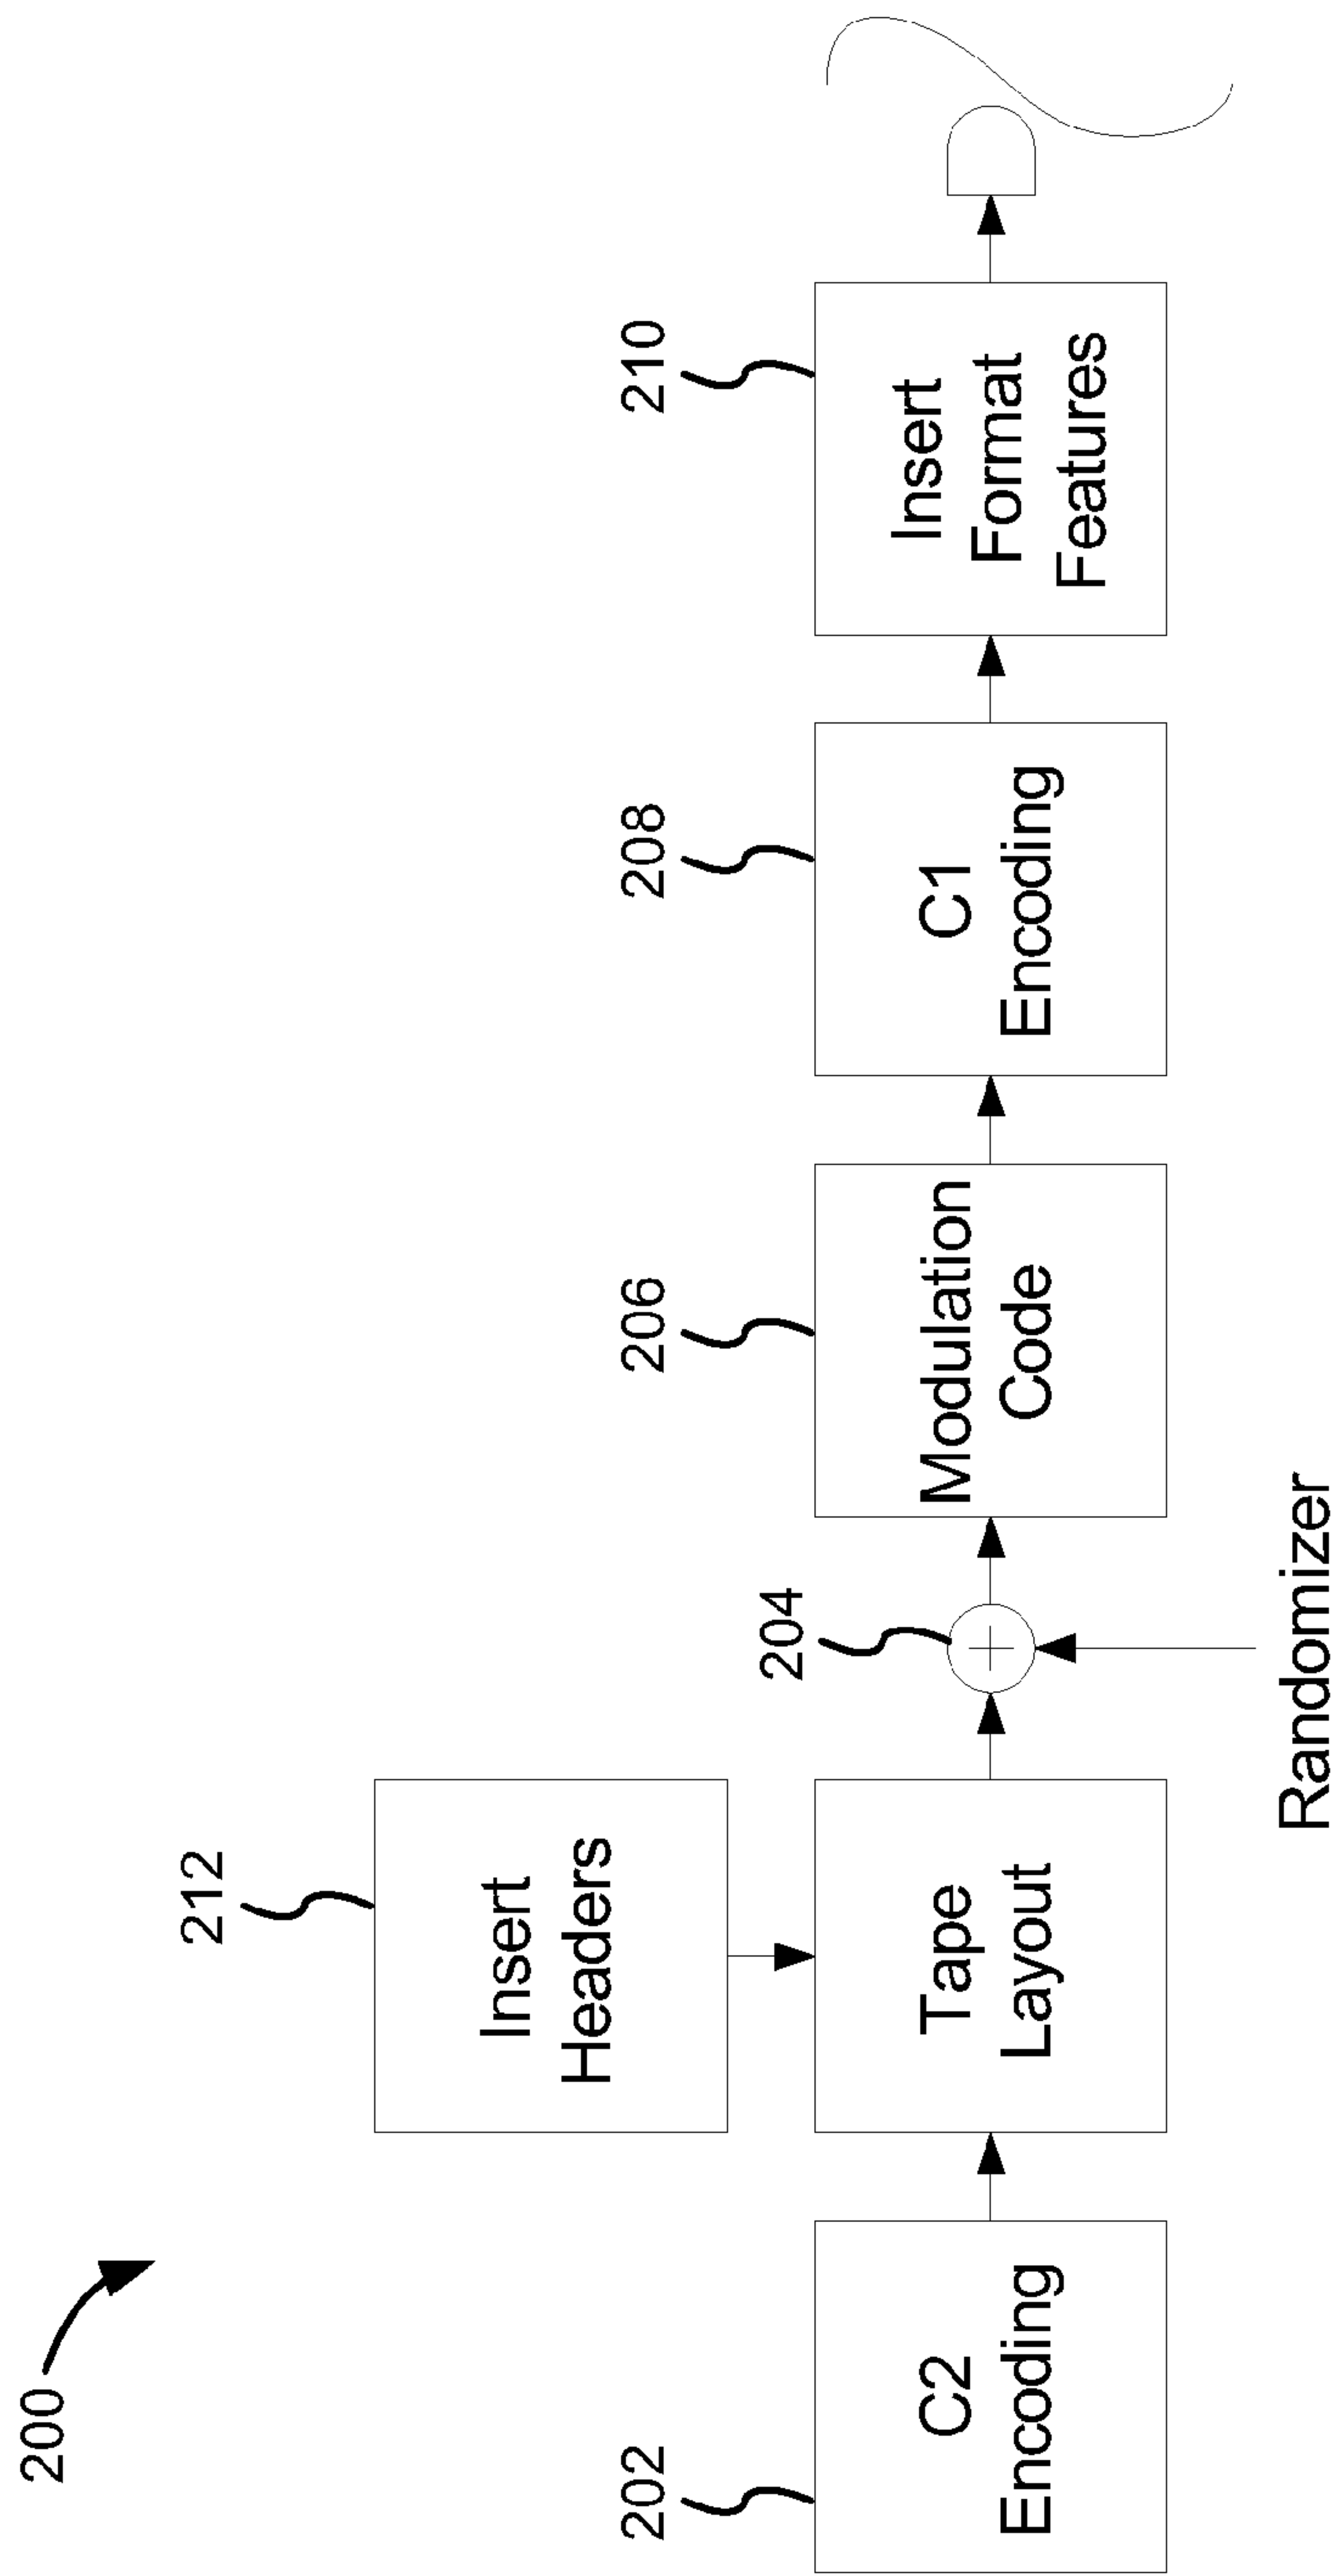 200
212
Insert
Headers
202
C2
Encoding
Tape
Layout
204
Randomizer
206
Modulation
Code
208
C1
Encoding
210
Insert
Format
Features